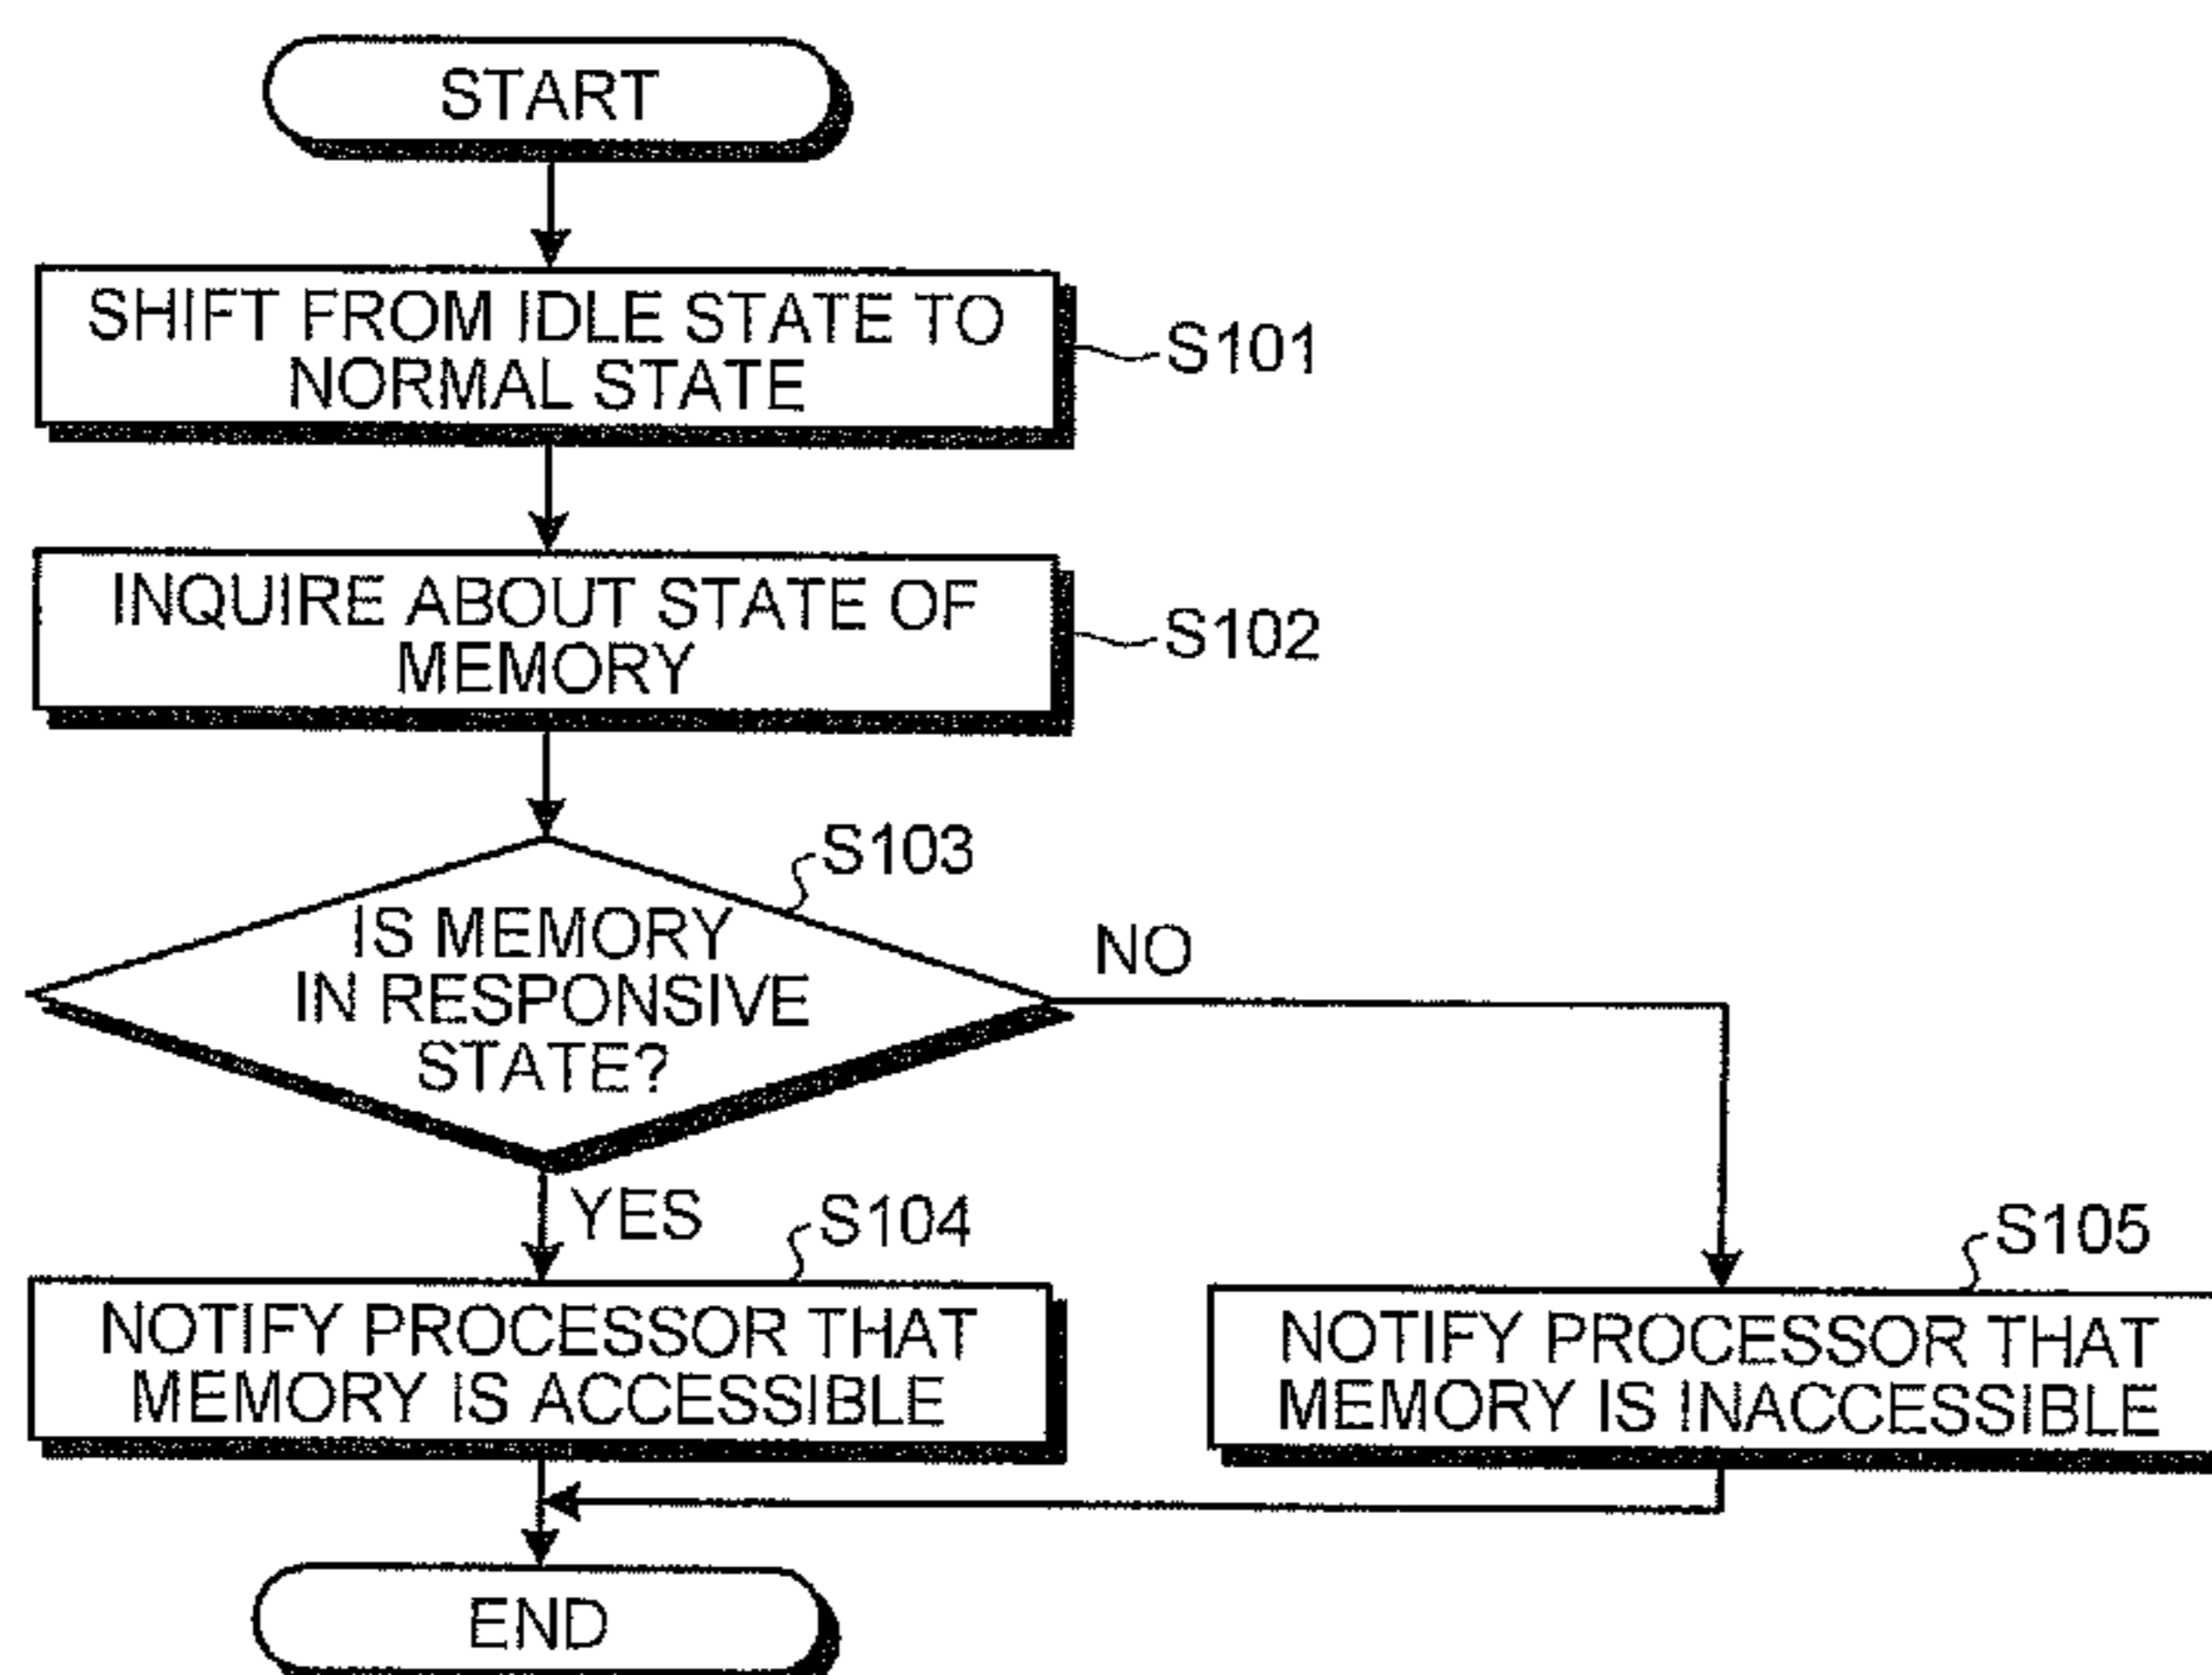 START
SHIFT FROM IDLE STATE TO
NORMAL STATE
S101
INQUIRE ABOUT STATE OF
MEMORY
S102
S103
IS MEMORY
IN RESPONSIVE
STATE?
NO
YES
S104
NOTIFY PROCESSOR THAT
MEMORY IS ACCESSIBLE
S105
NOTIFY PROCESSOR THAT
MEMORY IS INACCESSIBLE
END